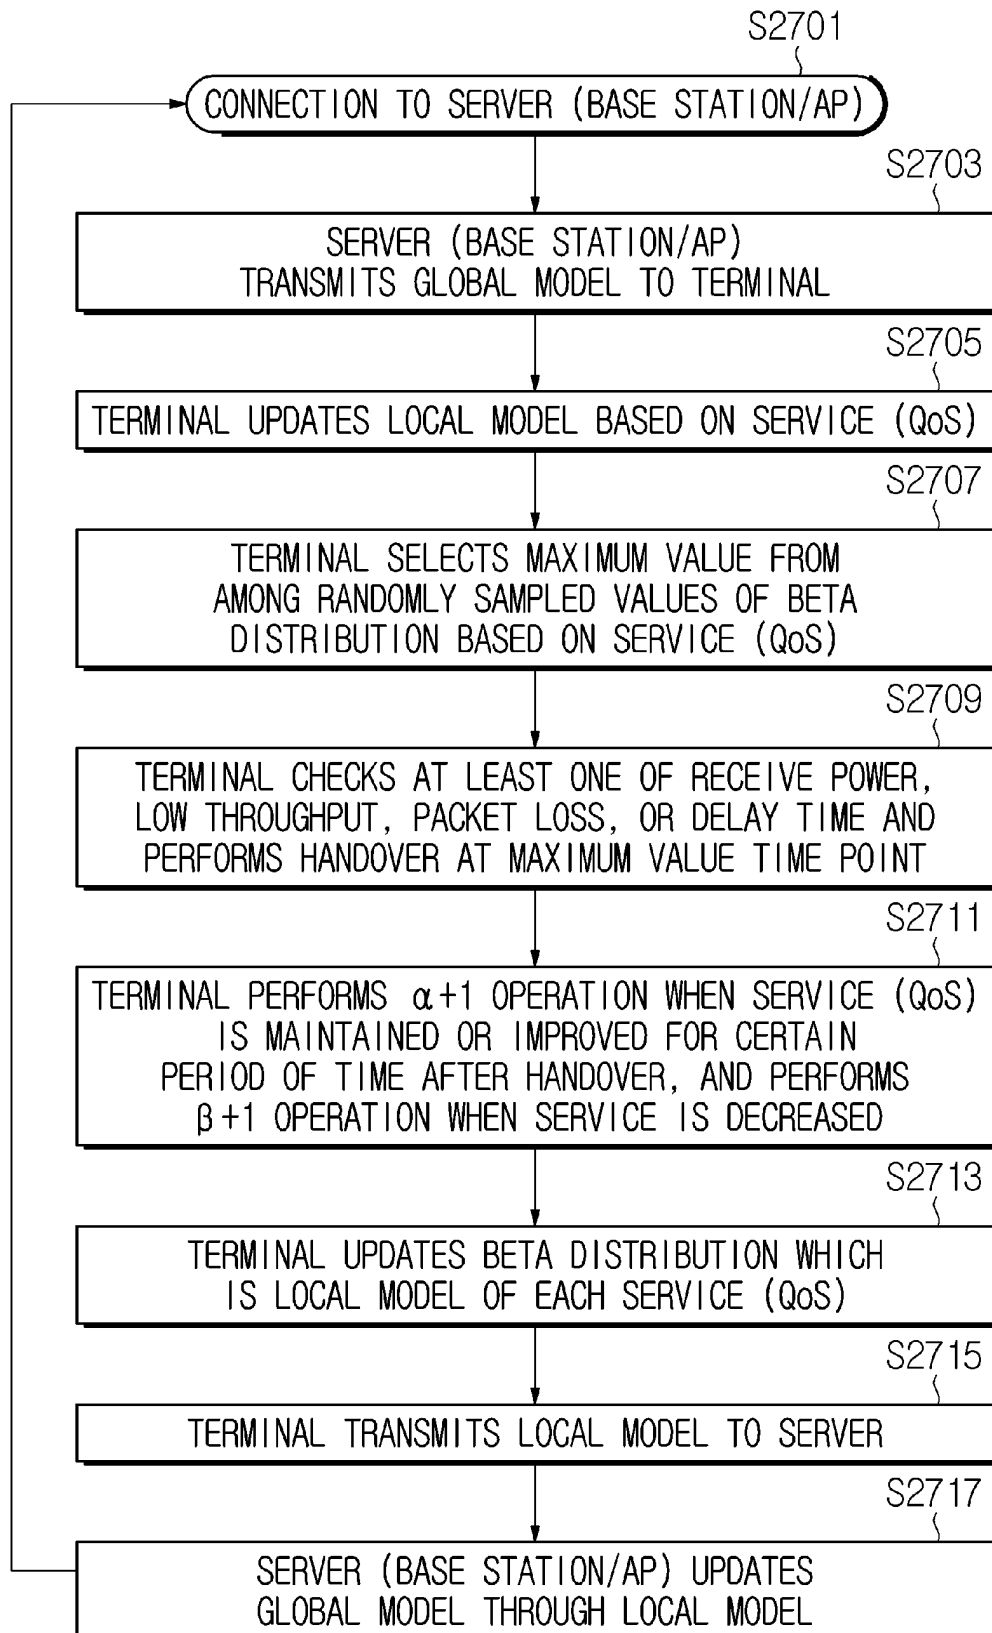 S2701
CONNECTION TO SERVER (BASE STATION/AP)
S2703
SERVER (BASE STATION/AP)
TRANSMITS GLOBAL MODEL TO TERMINAL
S2705
TERMINAL UPDATES LOCAL MODEL BASED ON SERVICE (QoS)
S2707
TERMINAL SELECTS MAXIMUM VALUE FROM
AMONG RANDOMLY SAMPLED VALUES OF BETA
DISTRIBUTION BASED ON SERVICE (QoS)
S2709
TERMINAL CHECKS AT LEAST ONE OF RECEIVE POWER,
LOW THROUGHPUT, PACKET LOSS, OR DELAY TIME AND
PERFORMS HANDOVER AT MAXIMUM VALUE TIME POINT
S2711
TERMINAL PERFORMS α+1 OPERATION WHEN SERVICE (QoS)
IS MAINTAINED OR IMPROVED FOR CERTAIN
PERIOD OF TIME AFTER HANDOVER, AND PERFORMS
β+1 OPERATION WHEN SERVICE IS DECREASED
S2713
TERMINAL UPDATES BETA DISTRIBUTION WHICH
IS LOCAL MODEL OF EACH SERVICE (QoS)
S2715
TERMINAL TRANSMITS LOCAL MODEL TO SERVER
S2717
SERVER (BASE STATION/AP) UPDATES
GLOBAL MODEL THROUGH LOCAL MODEL